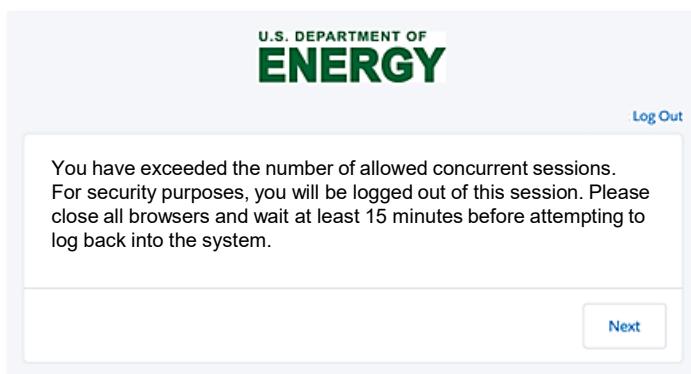 U.S. DEPARTMENT OF
ENERGY
Log Out
You have exceeded the number of allowed concurrent sessions.
For security purposes, you will be logged out of this session. Please
close all browsers and wait at least 15 minutes before attempting to
log back into the system.
Next